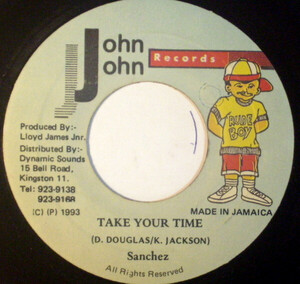 John
John
Records
RUDE
BOY
Produced By:-
Lloyd James Jnr.
Distributed By:-
Dynamic Sounds
15 Bell Road,
Kingston 11.
Tel: 923-9138
923-9168
(C) (P) 1993
MADE IN JAMAICA
TAKE YOUR TIME
(D. DOUGLAS/K. JACKSON)
Sanchez
All Rights Reserved